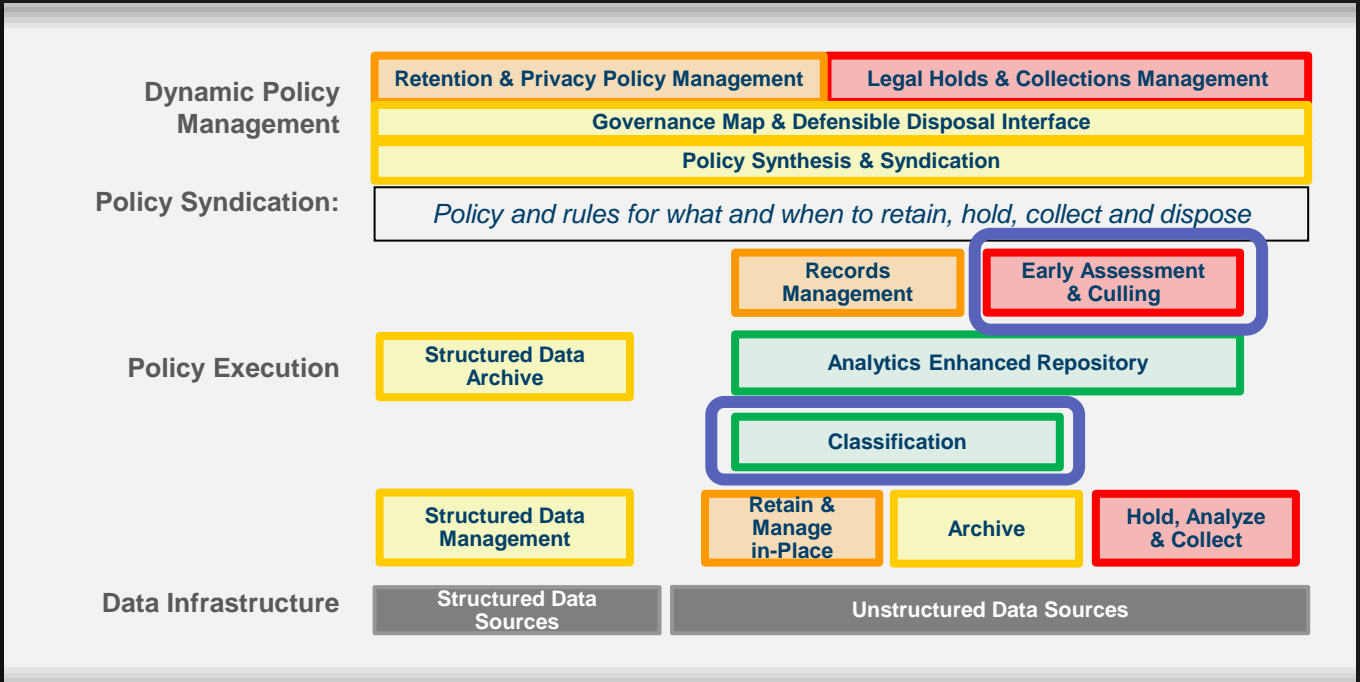 Dynamic Policy
Management
Retention & Privacy Policy Management
Legal Holds & Collections Management
Governance Map & Defensible Disposal Interface
Policy Synthesis & Syndication
Policy Syndication:
Policy and rules for what and when to retain, hold, collect and dispose
Records
Management
Early Assessment
& Culling
Policy Execution
Structured Data
Archive
Analytics Enhanced Repository
Classification
Structured Data
Management
Retain &
Manage
in-Place
Archive
Hold, Analyze
& Collect
Data Infrastructure
Structured Data
Sources
Unstructured Data Sources